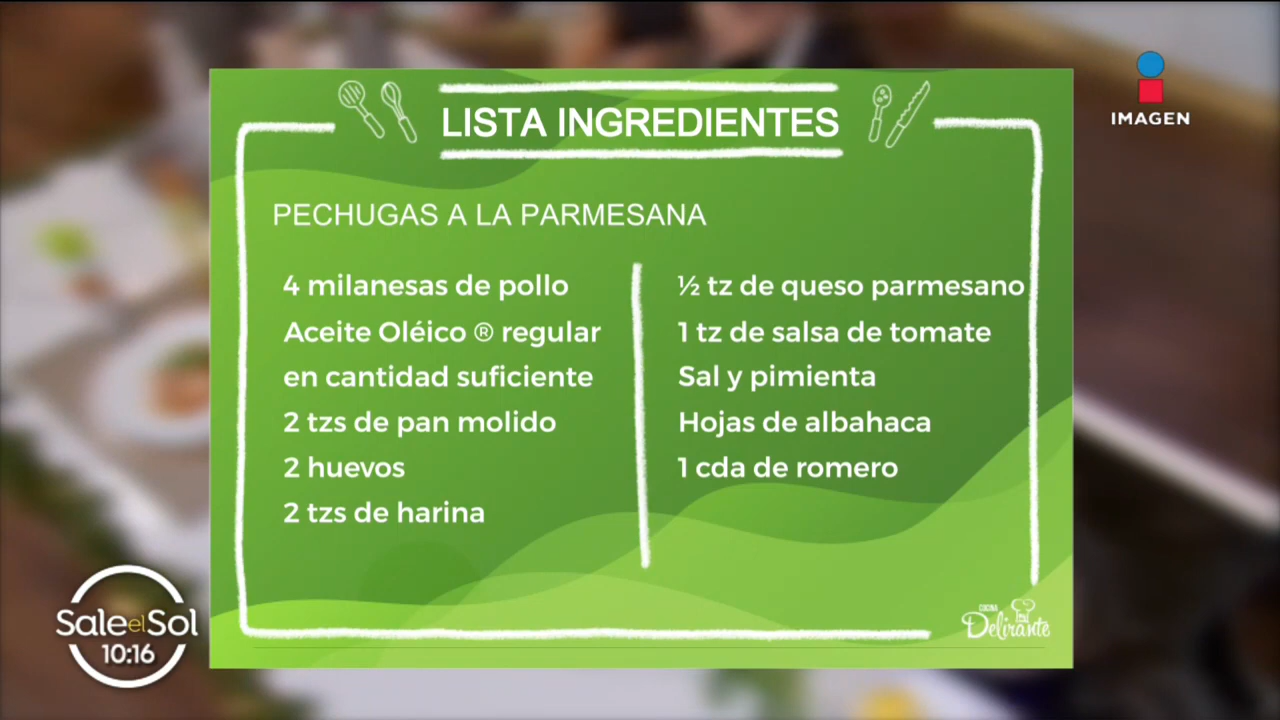 LISTA INGREDIENTES
PECHUGAS A LA PARMESANA
4 milanesas de pollo
Aceite Oléico ® regular
en cantidad suficiente
2 tzs de pan molido
2 huevos
2 tzs de harina
½ tz de queso parmesano
1 tz de salsa de tomate
Sal y pimienta
Hojas de albahaca
1 cda de romero
IMAGEN
Sale el Sol
10:16
COCINA
Delirante